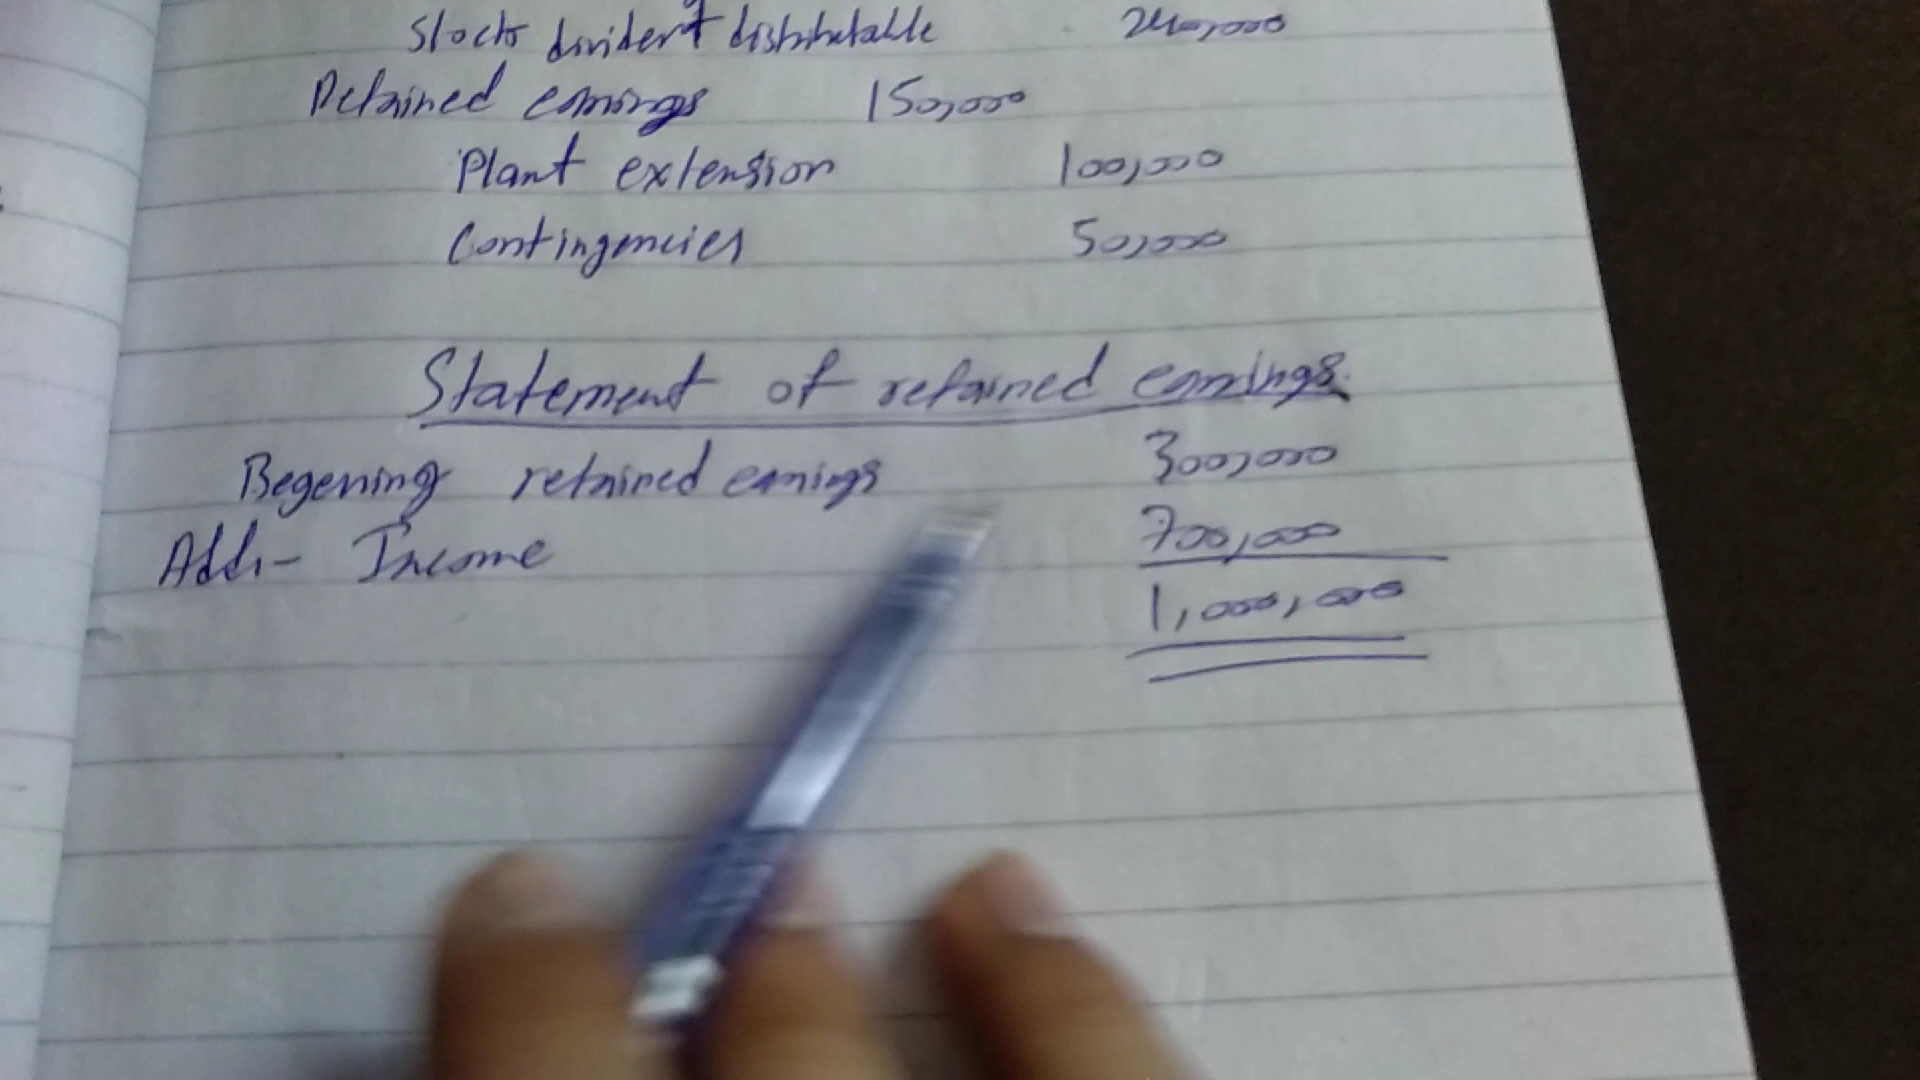 Stock dividend distributable 240,000
Retained earnings 150,000
Plant extension 100,000
Contingencies 50,000
Statement of retained earnings
Begening retained earnings 300,000
Add:- Income 700,000
1,000,000